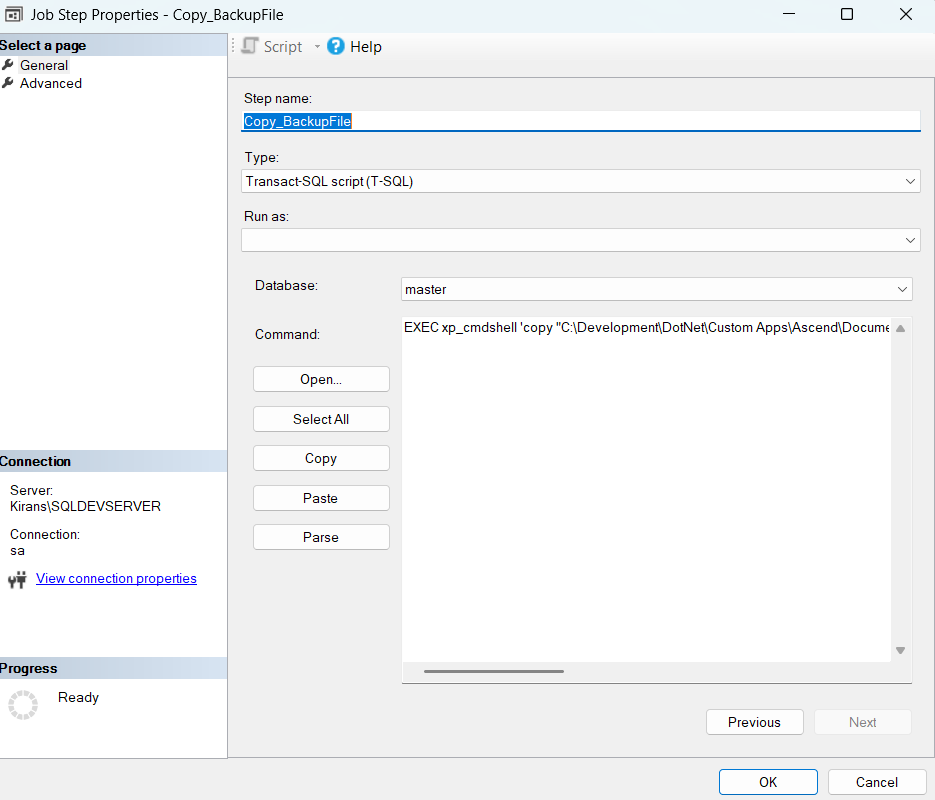 Job Step Properties - Copy_BackupFile
Select a page
General
Advanced
Script
Help
Step name:
Copy_BackupFile
Type:
Transact-SQL script (T-SQL)
Run as:
Database:
master
Command:
EXEC xp_cmdshell 'copy "C:\Development\DotNet\Custom Apps\Ascend\Docume
Open...
Select All
Copy
Paste
Parse
Connection
Server:
Kirans\SQLDEVSERVER
Connection:
sa
View connection properties
Progress
Ready
Previous
Next
OK
Cancel